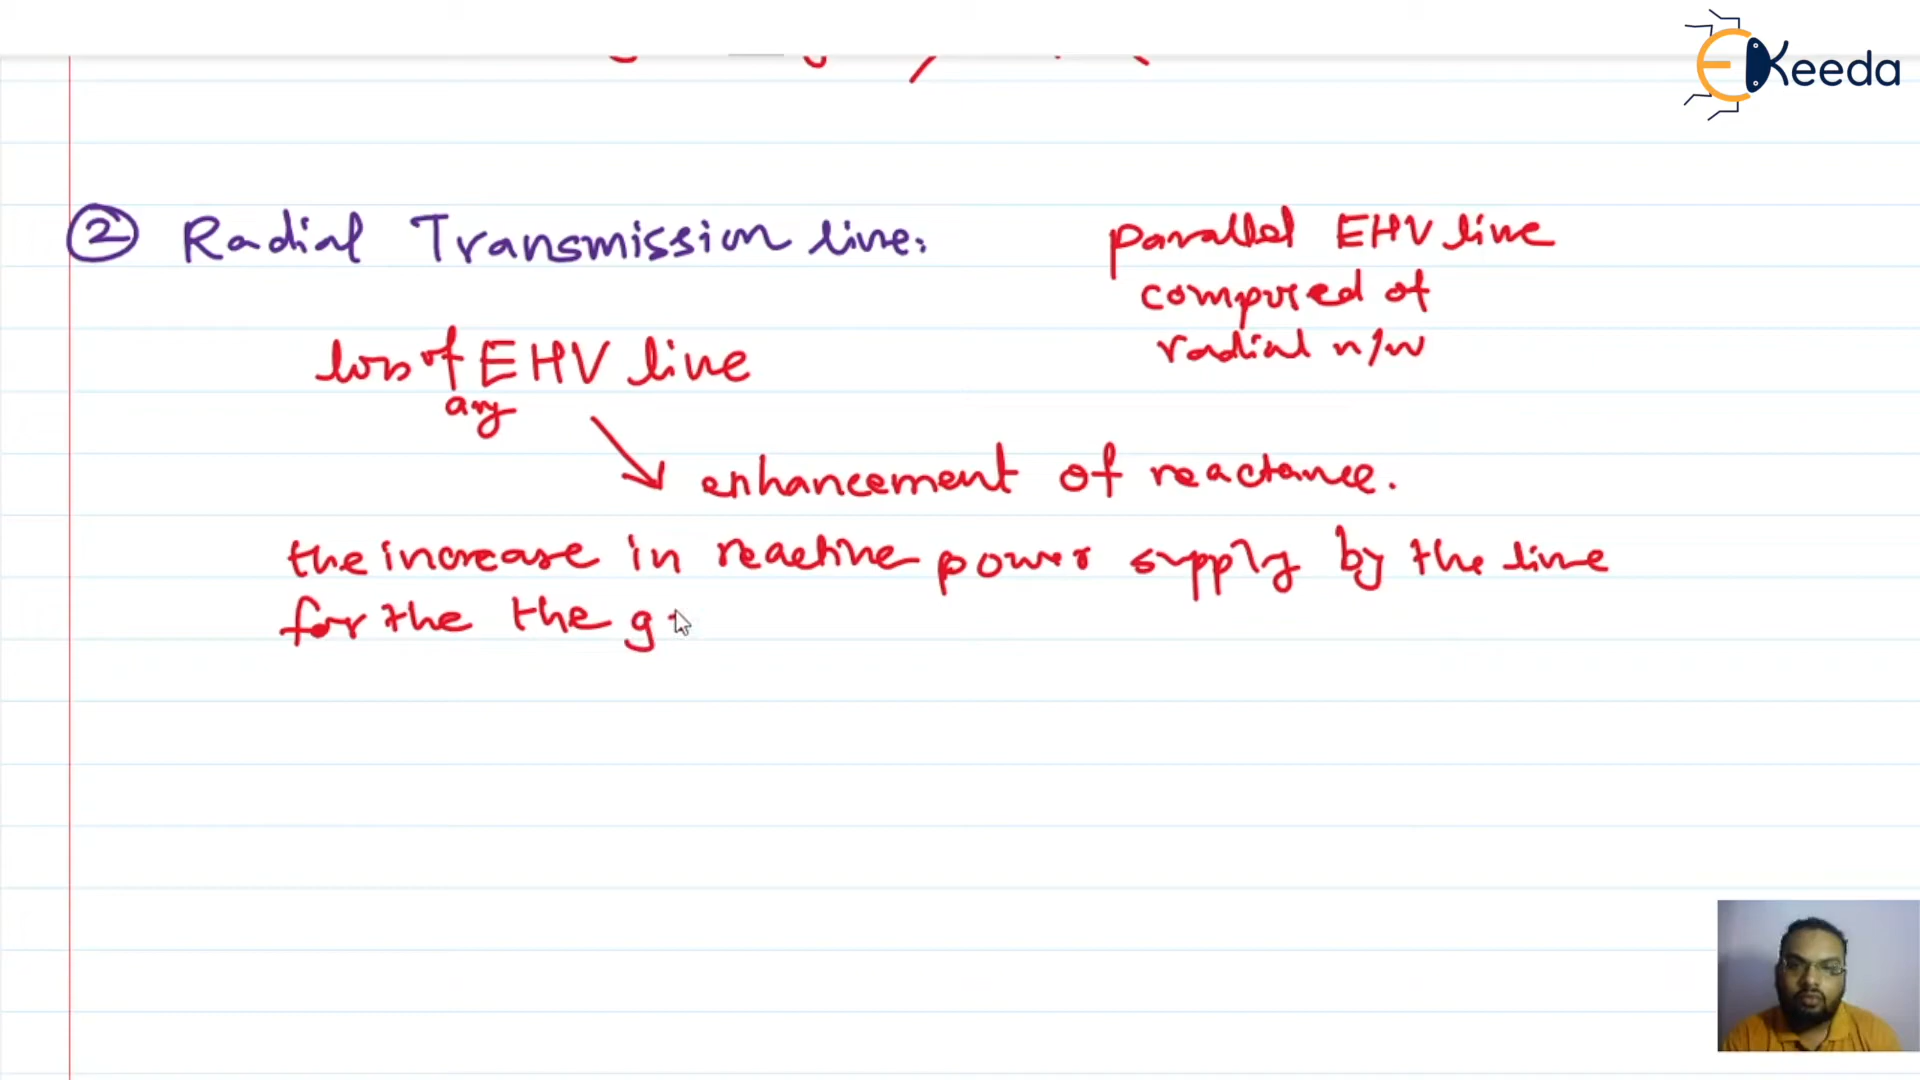 EKeeda
② Radial Transmission line:
parallel EHV line
composed of
radial n/w
loss of EHV line
any
enhancement of reactance.
the increase in reactive power supply by the line
for the the g